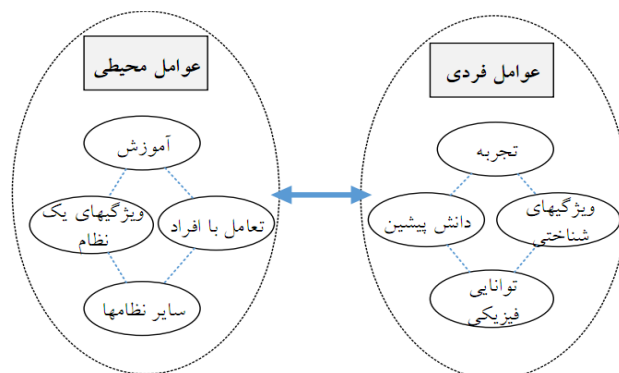 عوامل فردی
تجربه
ویژگیهای
شناختی
دانش پیشین
توانایی
فیزیکی
عوامل محیطی
آموزش
تعامل با افراد
ویژگیهای یک
نظام
سایر نظامها